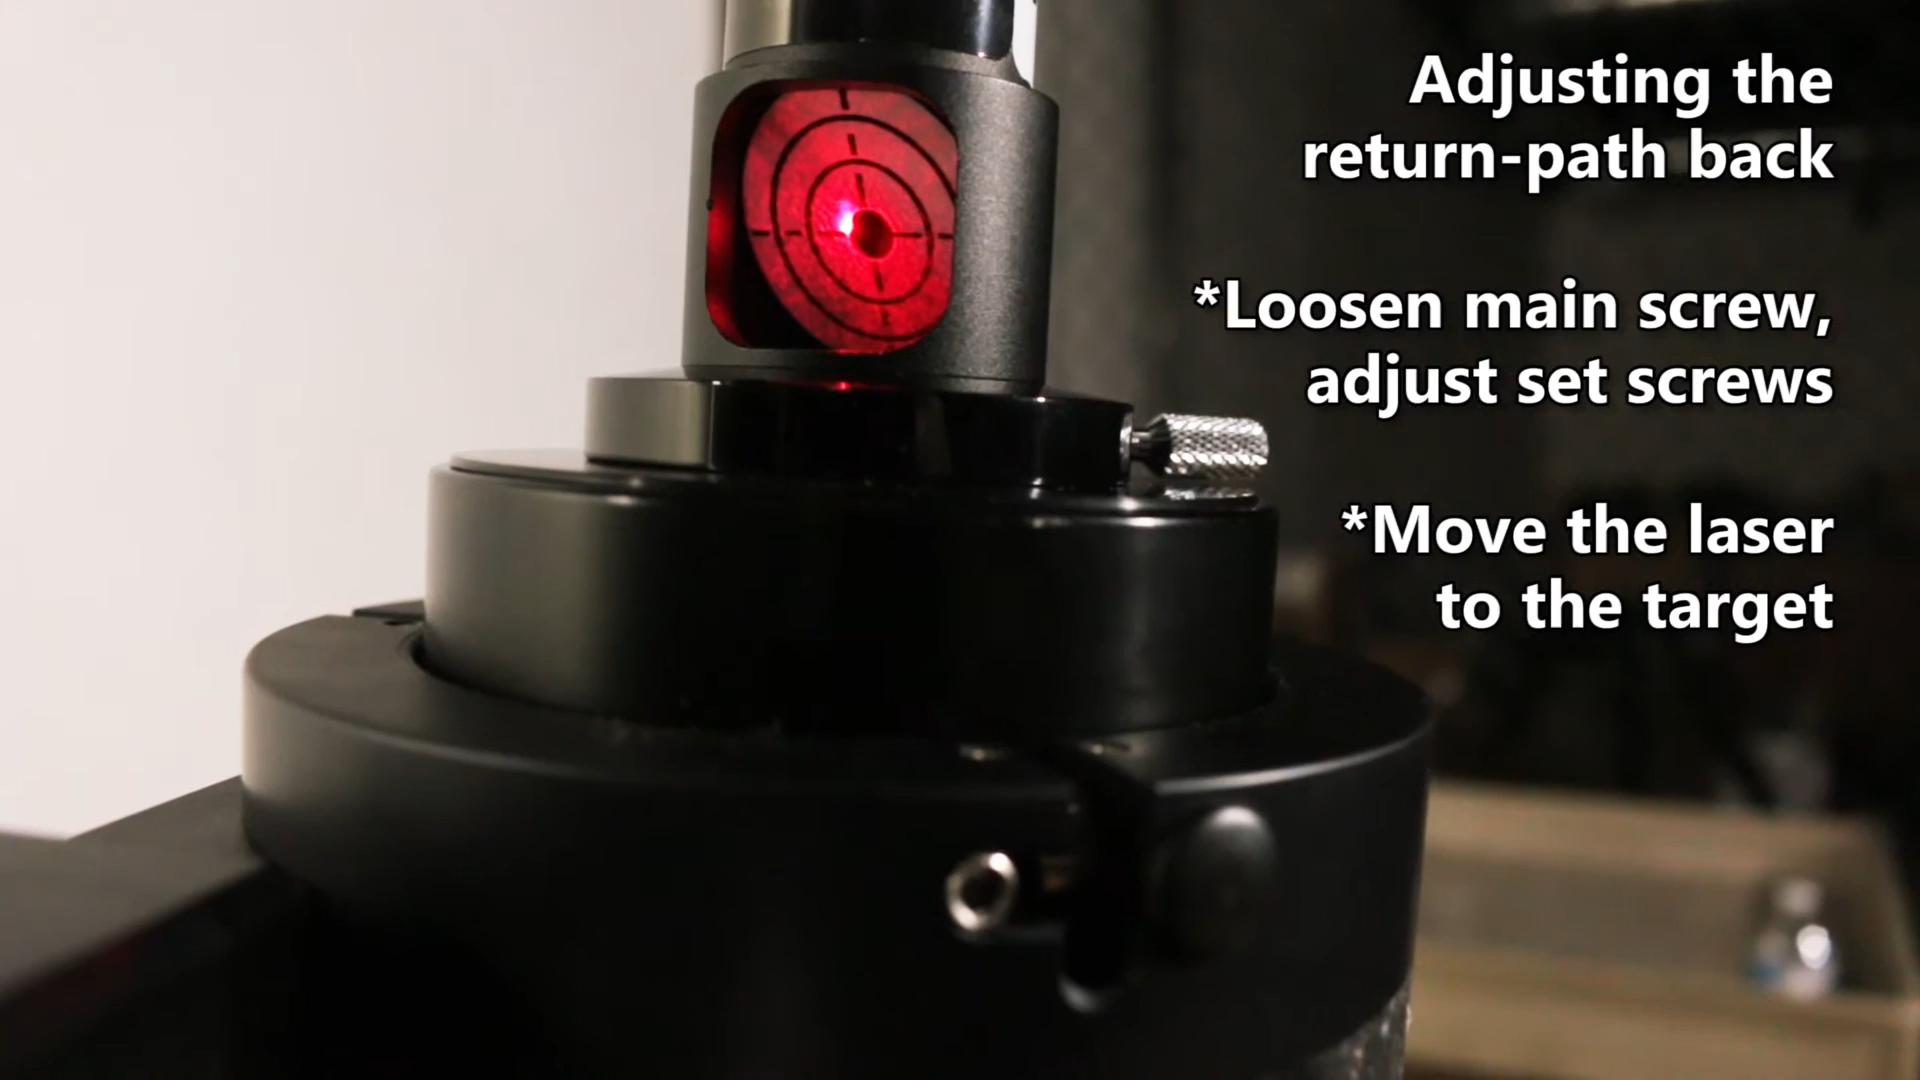 Adjusting the
return-path back
*Loosen main screw,
adjust set screws
*Move the laser
to the target